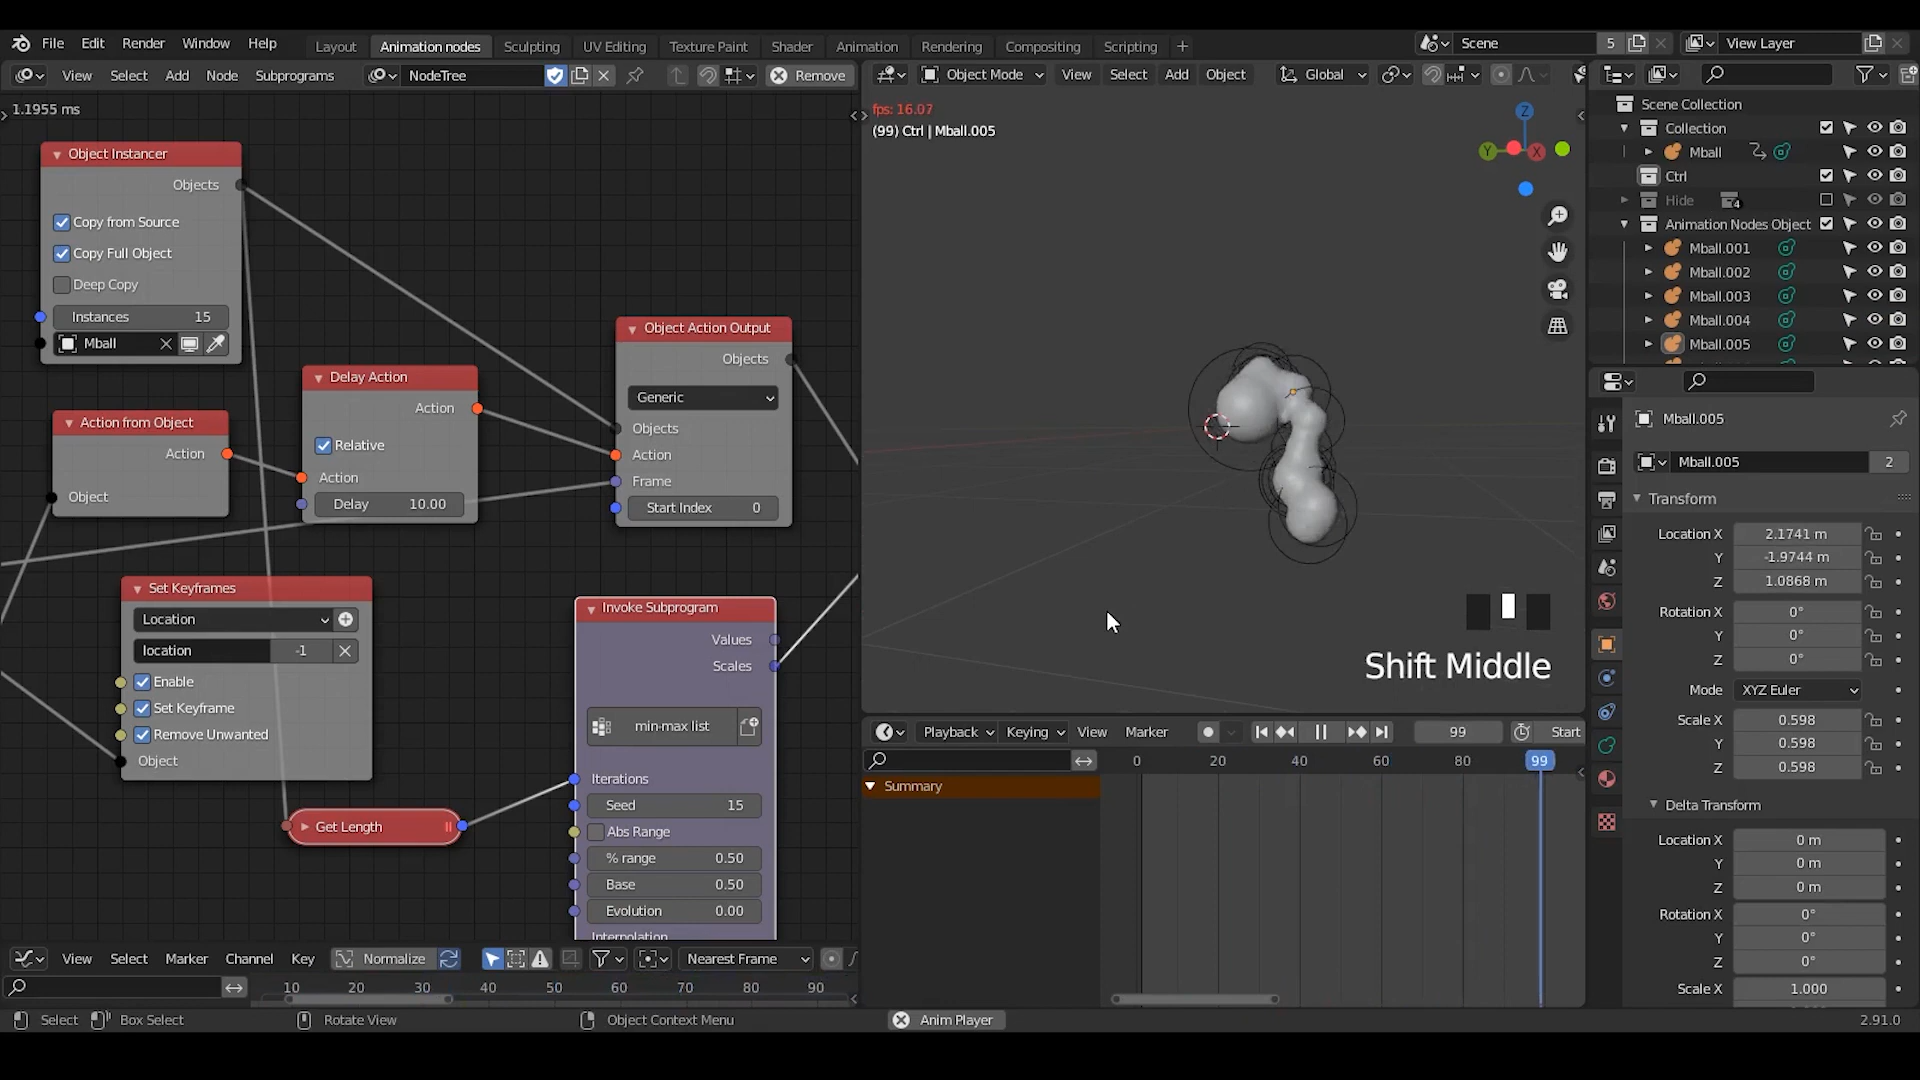 File Edit Render Window Help Layout Animation nodes Sculpting UV Editing Texture Paint Shader Animation Rendering Compositing Scripting + Scene 5 View Layer
View Select Add Node Subprograms NodeTree Remove Object Mode View Select Add Object Global
1.1955 ms
fps: 16.07
(99) Ctrl | Mball.005
Z
Y X
Object Instancer
Objects
Copy from Source
Copy Full Object
Deep Copy
Instances 15
Mball
Action from Object
Action
Object
Delay Action
Action
Relative
Action
Delay 10.00
Object Action Output
Objects
Generic
Objects
Action
Frame
Start Index 0
Set Keyframes
Location
location -1
Enable
Set Keyframe
Remove Unwanted
Object
Get Length
Invoke Subprogram
Values
Scales
min-max list
Iterations
Seed 15
Abs Range
% range 0.50
Base 0.50
Evolution 0.00
Interpolation
Shift Middle
Playback Keying View Marker 99 Start
0 20 40 60 80 99
Summary
Scene Collection
Collection
Mball
Ctrl
Hide 4
Animation Nodes Object
Mball.001
Mball.002
Mball.003
Mball.004
Mball.005
Mball.005
Mball.005 2
Transform
Location X 2.1741 m
Y -1.9744 m
Z 1.0868 m
Rotation X 0°
Y 0°
Z 0°
Mode XYZ Euler
Scale X 0.598
Y 0.598
Z 0.598
Delta Transform
Location X 0 m
Y 0 m
Z 0 m
Rotation X 0°
Y 0°
Z 0°
Scale X 1.000
View Select Marker Channel Key Normalize Nearest Frame
10 20 30 40 50 60 70 80 90
Select Box Select Rotate View Object Context Menu Anim Player 2.91.0